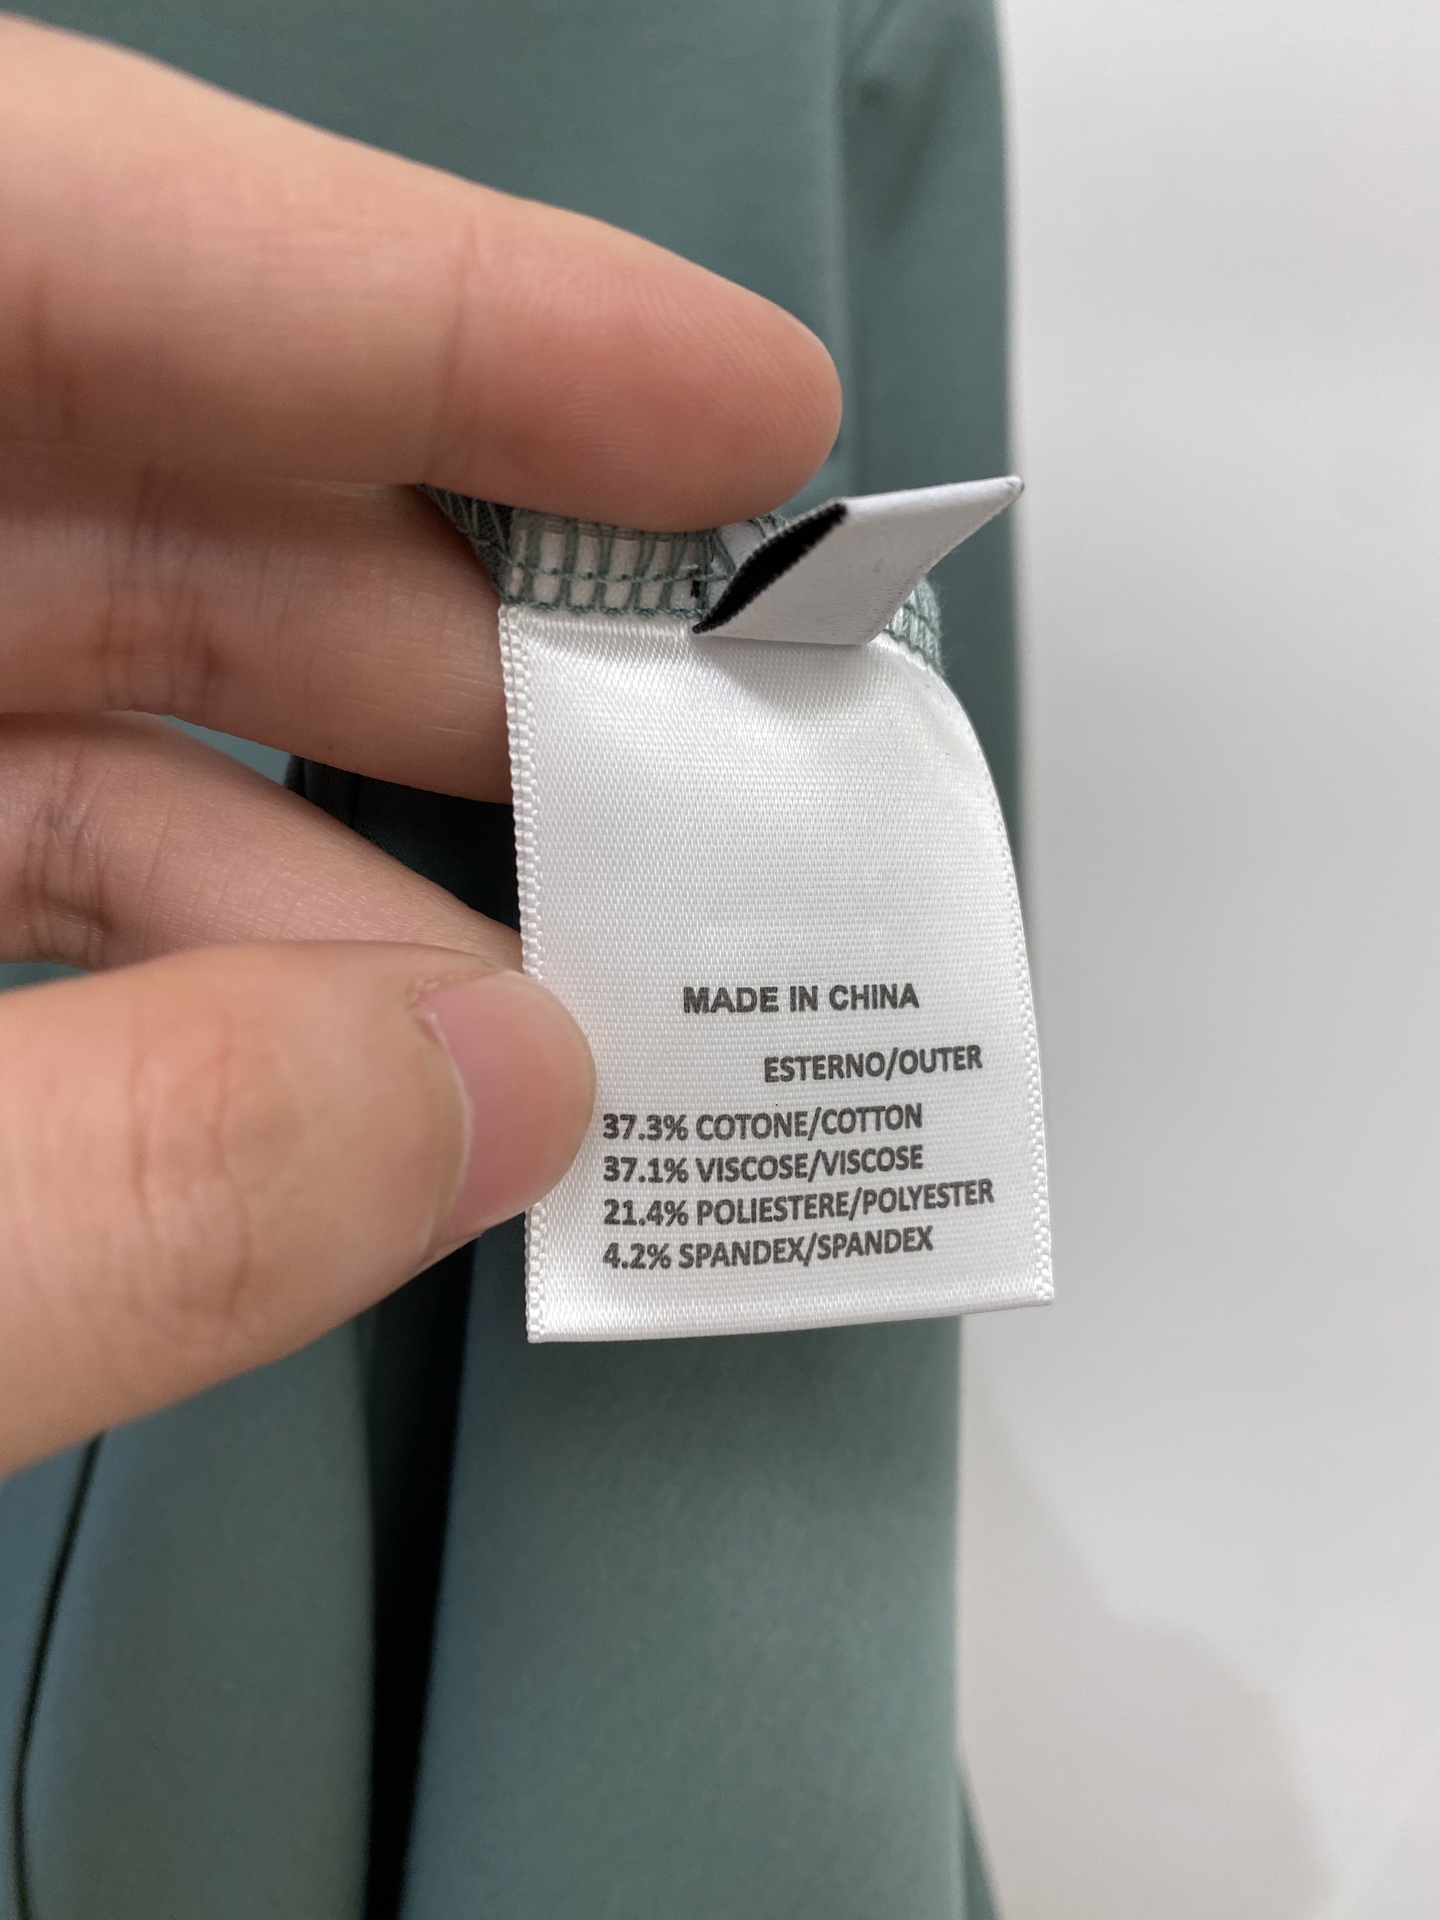 MADE IN CHINA
ESTERNO/OUTER
37.3% COTONE/COTTON
37.1% VISCOSE/VISCOSE
21.4% POLIESTERE/POLYESTER
4.2% SPANDEX/SPANDEX